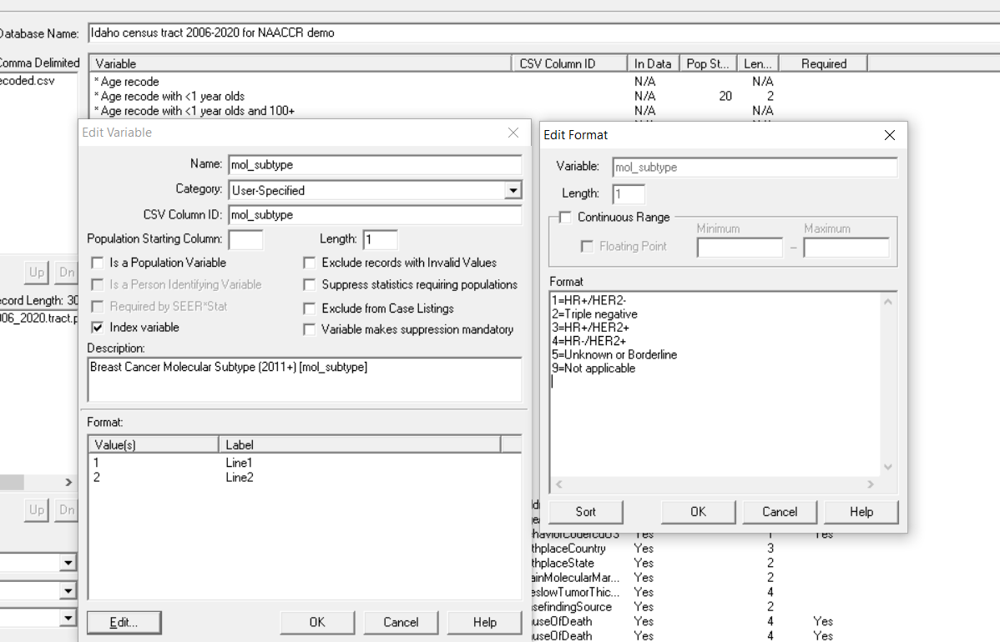 Database Name: Idaho census tract 2006-2020 for NAACCR demo
Comma Delimited
ecoded.csv
Variable CSV Column ID In Data Pop St... Len... Required
* Age recode N/A N/A
* Age recode with <1 year olds N/A 20 2
* Age recode with <1 year olds and 100+ N/A N/A
Edit Variable
Name: mol_subtype
Category: User-Specified
CSV Column ID: mol_subtype
Population Starting Column: Length: 1
Is a Population Variable Exclude records with Invalid Values
Is a Person Identifying Variable Suppress statistics requiring populations
Required by SEER*Stat Exclude from Case Listings
Index variable Variable makes suppression mandatory
Description:
Breast Cancer Molecular Subtype (2011+) [mol_subtype]
Format:
Value(s) Label
1 Line1
2 Line2
Edit... OK Cancel Help
Edit Format
Variable: mol_subtype
Length: 1
Continuous Range
Minimum Maximum
Floating Point –
Format
1=HR+/HER2-
2=Triple negative
3=HR+/HER2+
4=HR-/HER2+
5=Unknown or Borderline
9=Not applicable
Sort OK Cancel Help
Up Dn
ecord Length: 30
006_2020.tract.p
Up Dn
haviorCodeIcdO3 Yes 1 Yes
thplaceCountry Yes 3
thplaceState Yes 2
ainMolecularMar... Yes 2
eslowTumorThic... Yes 4
sefindingSource Yes 2
useOfDeath Yes 4 Yes
useOfDeath Yes 4 Yes